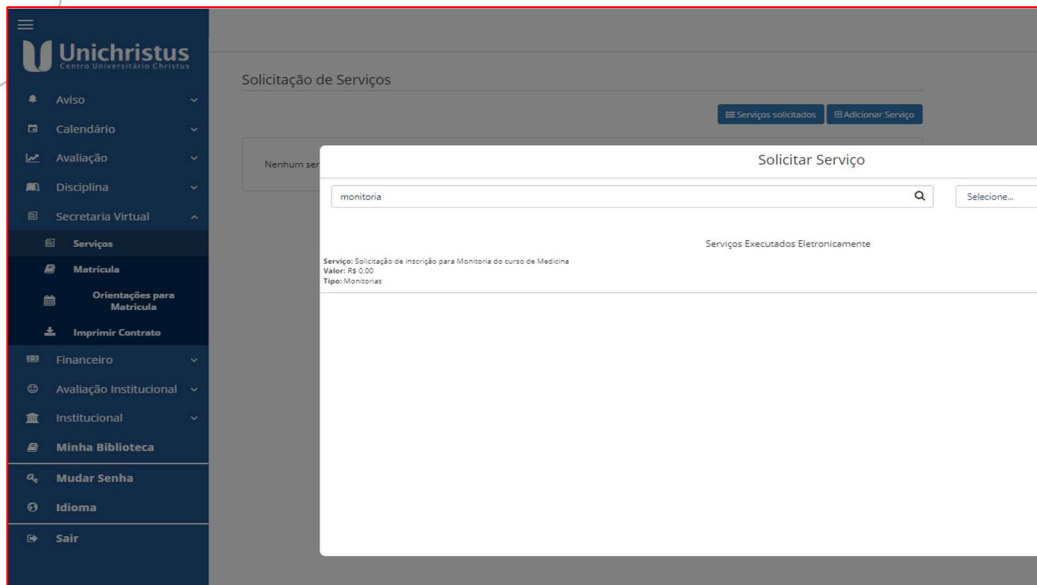 Unichristus
Centro Universitário Christus
Aviso
Calendário
Avaliação
Disciplina
Secretaria Virtual
Serviços
Matrícula
Orientações para
Matrícula
Imprimir Contrato
Financeiro
Avaliação Institucional
Institucional
Minha Biblioteca
Mudar Senha
Idioma
Sair
Solicitação de Serviços
Serviços solicitados
Adicionar Serviço
Nenhum ser
Solicitar Serviço
monitoria
Selecione...
Serviços Executados Eletronicamente
Serviço: Solicitação de inscrição para Monitoria do curso de Medicina
Valor: R$ 0,00
Tipo: Monitorias